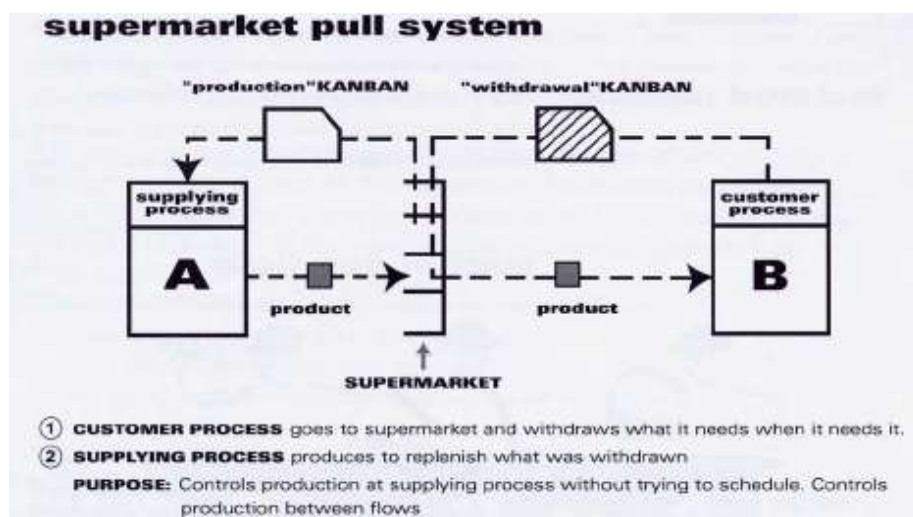 supermarket pull system
"production"KANBAN "withdrawal"KANBAN
supplying process
customer process
A
B
product
product
SUPERMARKET
1 CUSTOMER PROCESS goes to supermarket and withdraws what it needs when it needs it.
2 SUPPLYING PROCESS produces to replenish what was withdrawn
PURPOSE: Controls production at supplying process without trying to schedule. Controls
production between flows